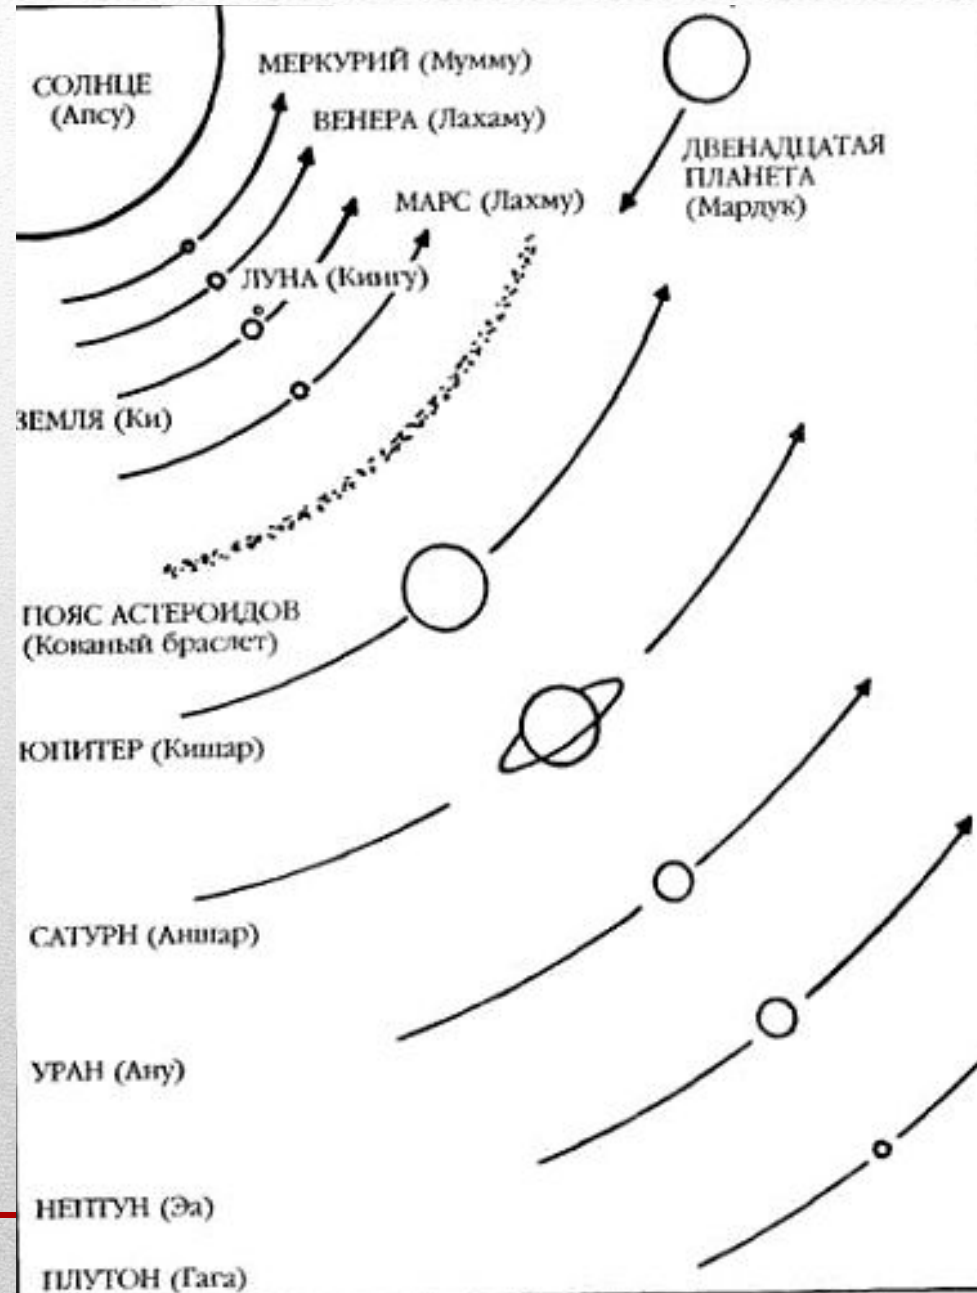 СОЛНЦЕ
(Апсу)
МЕРКУРИЙ (Мумму)
ВЕНЕРА (Лахаму)
ДВЕНАДЦАТАЯ
ПЛАНЕТА
(Мардук)
МАРС (Лахму)
ЛУНА (Кингу)
ЗЕМЛЯ (Ки)
ПОЯС АСТЕРОИДОВ
(Кованый браслет)
ЮПИТЕР (Кишар)
САТУРН (Аншар)
УРАН (Ану)
НЕПТУН (Эа)
ПЛУТОН (Гага)